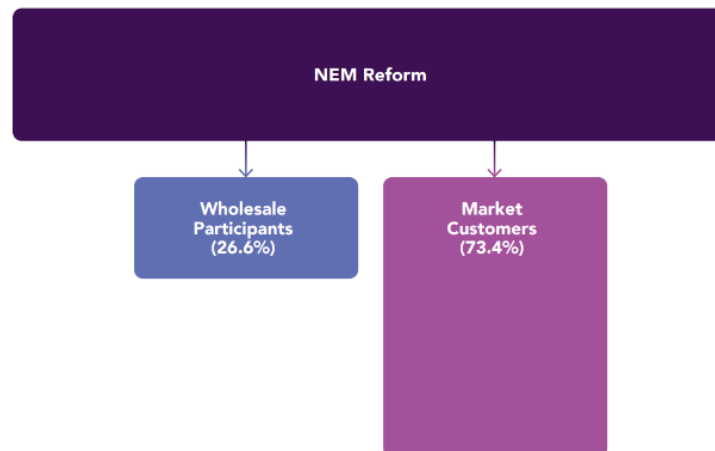 NEM Reform
Wholesale
Participants
(26.6%)
Market
Customers
(73.4%)